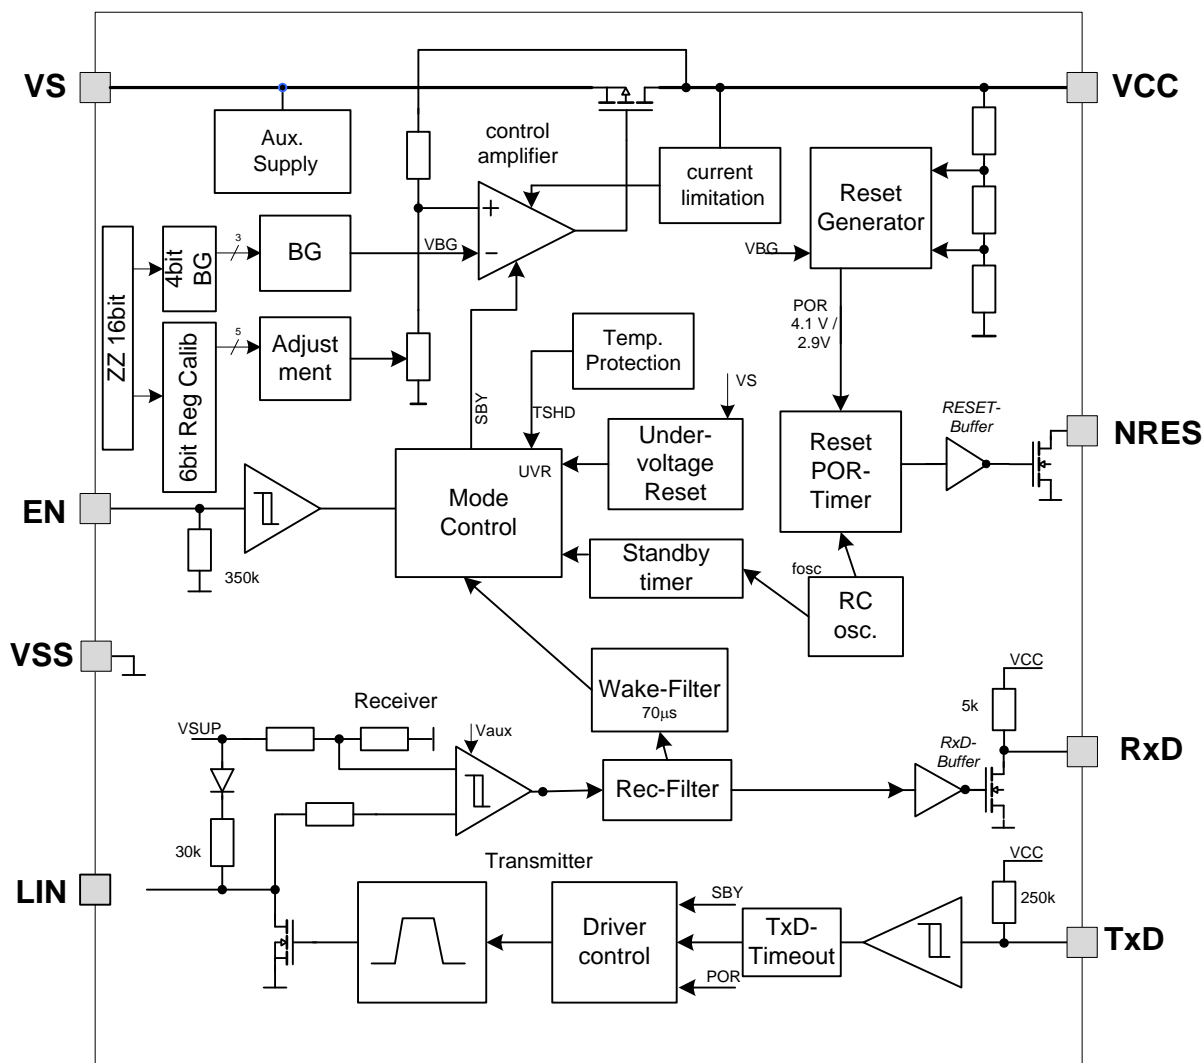 VS
VCC
Aux.
Supply
control
amplifier
current
limitation
Reset
Generator
+
−
VBG
VBG
ZZ 16bit
4bit
BG
3
BG
6bit Reg Calib
5
Adjust
ment
POR
4.1 V /
2.9V
Temp.
Protection
SBY
TSHD
VS
UVR
Under-
voltage
Reset
Reset
POR-
Timer
RESET-
Buffer
NRES
EN
350k
Mode
Control
Standby
timer
fosc
RC
osc.
VSS
Wake-Filter
70µs
Receiver
VSUP
Vaux
VCC
5k
RxD-
Buffer
RxD
Rec-Filter
30k
LIN
Transmitter
Driver
control
SBY
POR
TxD-
Timeout
VCC
250k
TxD